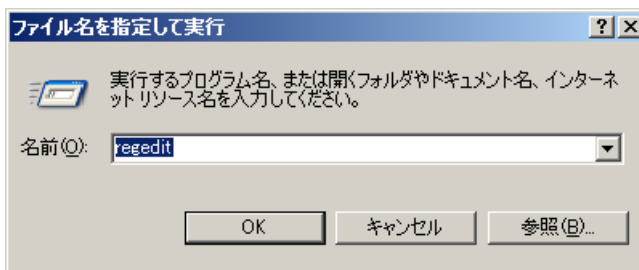 ファイル名を指定して実行
実行するプログラム名、または開くフォルダやドキュメント名、インターネ
ット リソース名を入力してください。
名前(O): regedit
OK キャンセル 参照(B)...